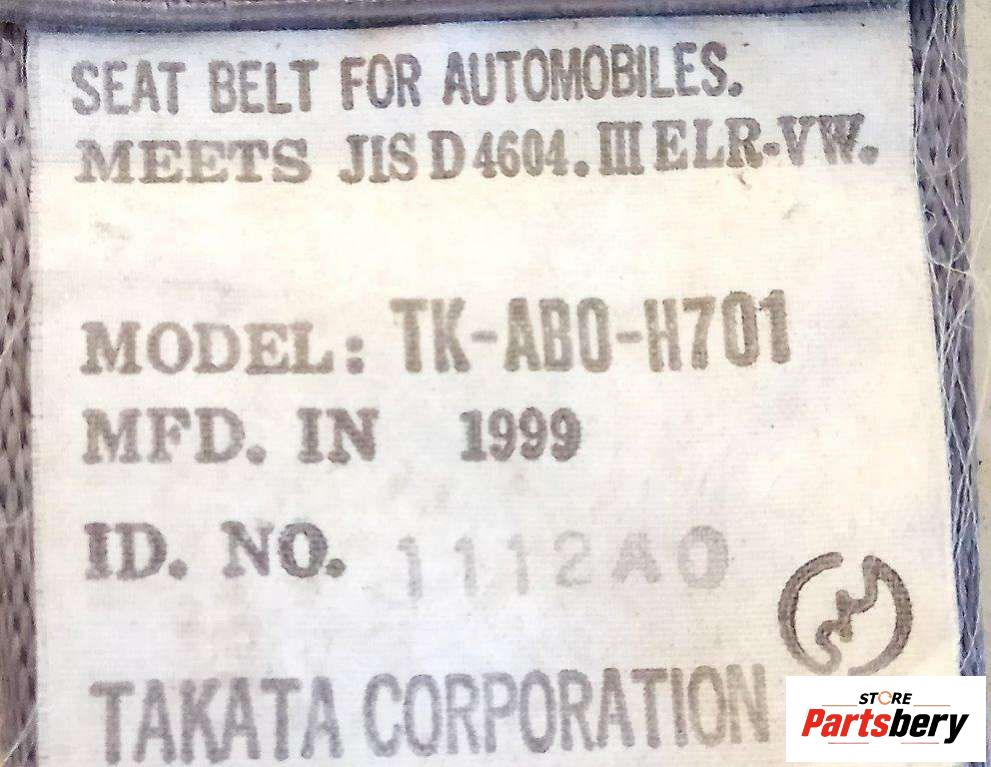 SEAT BELT FOR AUTOMOBILES.
MEETS JIS D 4604. III ELR-VW.
MODEL: TK-ABO-H701
MFD. IN 1999
ID. NO. 1112A0
TAKATA CORPORATION
STORE
Partsbery